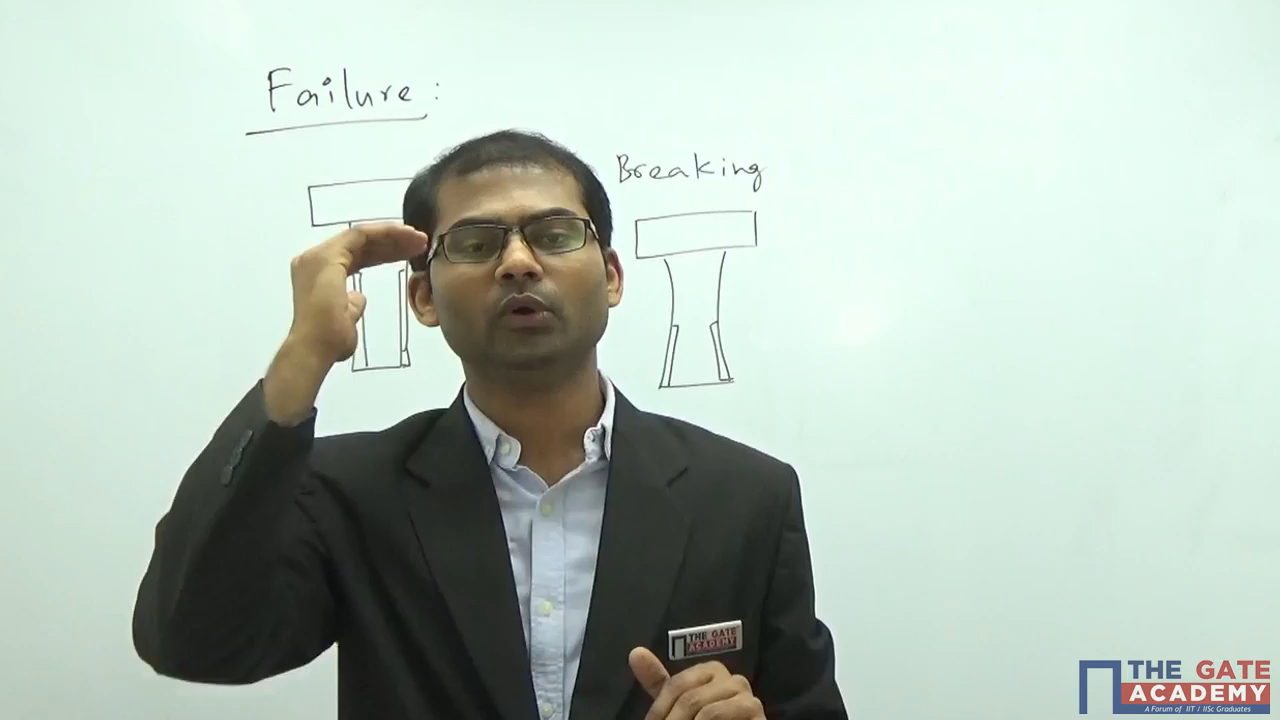 Failure :
Breaking
THE GATE
ACADEMY
THE GATE
ACADEMY
A Forum of IIT / IISc Graduates